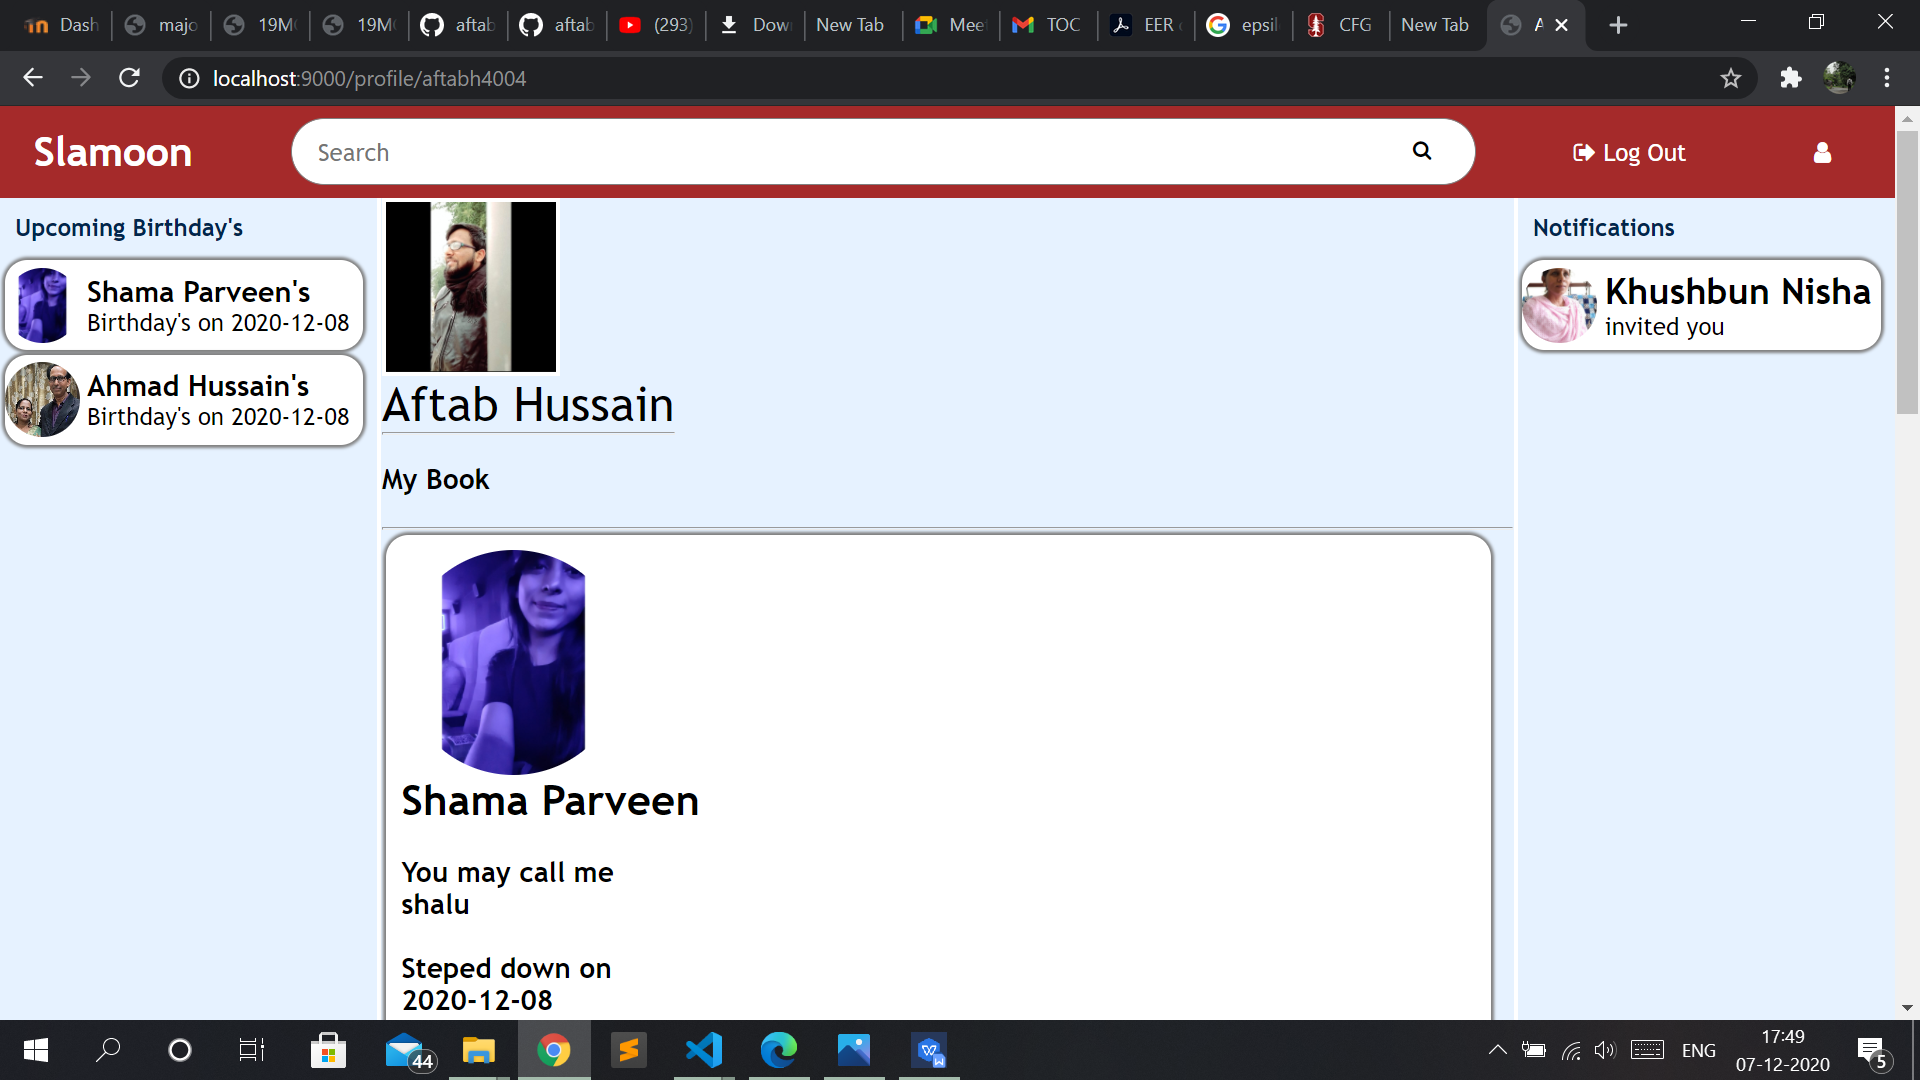 Dash
majo
19M
19M
aftab
aftab
(293)
Dow
New Tab
Mee
TOC
EER
epsil
CFG
New Tab
A
localhost:9000/profile/aftabh4004
Slamoon
Search
Log Out
Upcoming Birthday's
Shama Parveen's
Birthday's on 2020-12-08
Ahmad Hussain's
Birthday's on 2020-12-08
Aftab Hussain
My Book
Shama Parveen
You may call me
shalu
Steped down on
2020-12-08
Notifications
Khushbun Nisha
invited you
44
ENG
17:49
07-12-2020
5